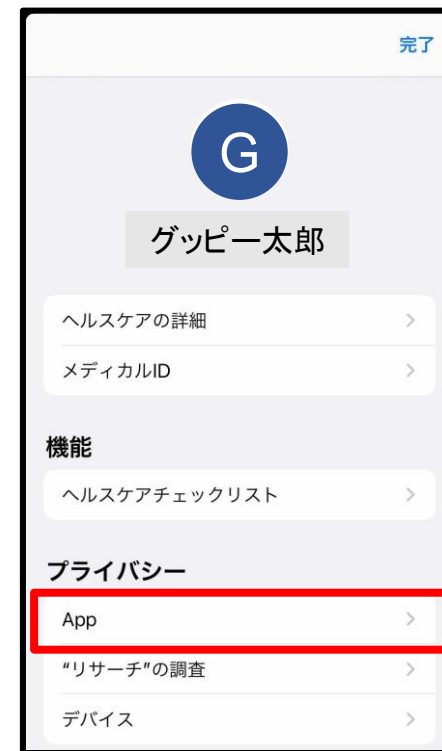 完了
G
グッピー太郎
ヘルスケアの詳細
メディカルID
機能
ヘルスケアチェックリスト
プライバシー
App
“リサーチ”の調査
デバイス